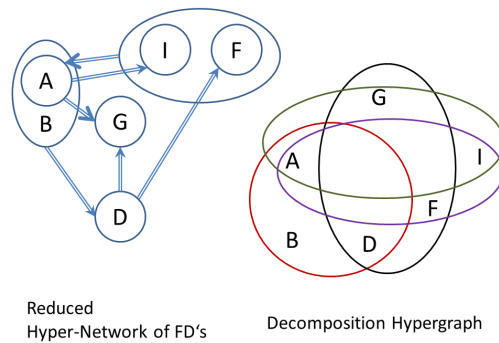 I F
A
B
G
D
G
A
I
F
B
D
Reduced
Hyper-Network of FD‘s
Decomposition Hypergraph